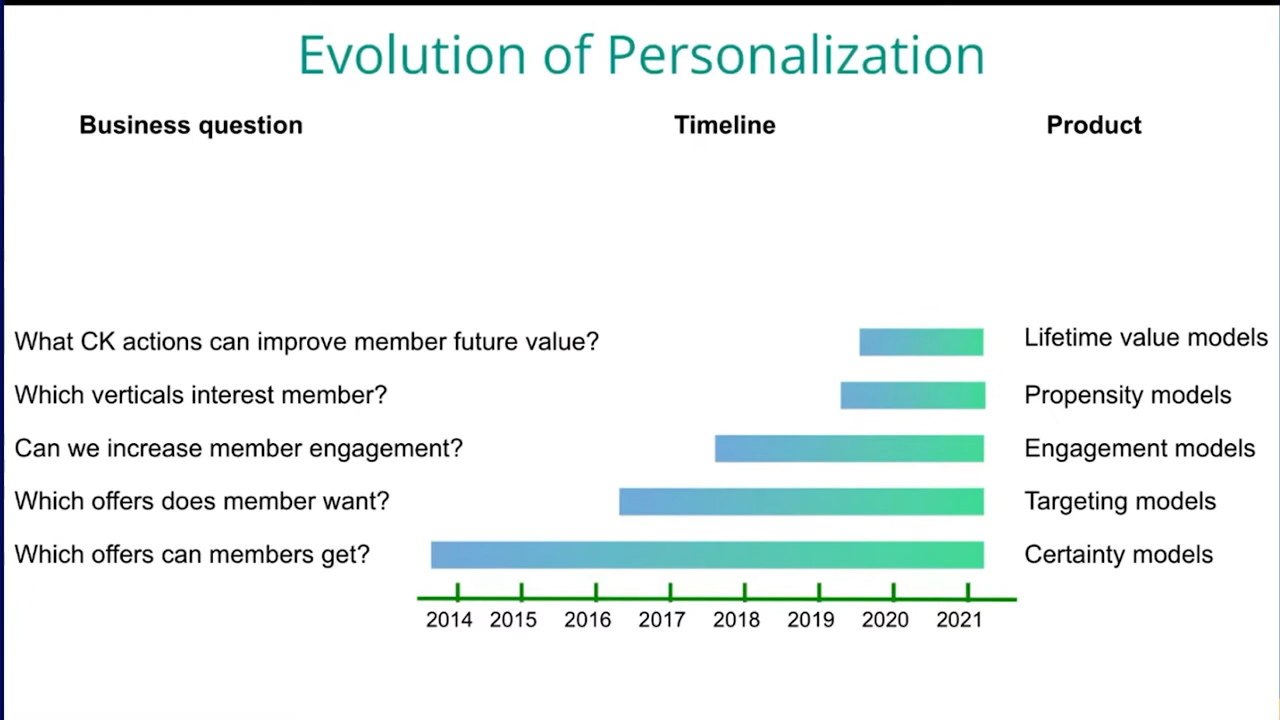 Evolution of Personalization
Business question Timeline Product
What CK actions can improve member future value? Lifetime value models
Which verticals interest member? Propensity models
Can we increase member engagement? Engagement models
Which offers does member want? Targeting models
Which offers can members get? Certainty models
2014 2015 2016 2017 2018 2019 2020 2021